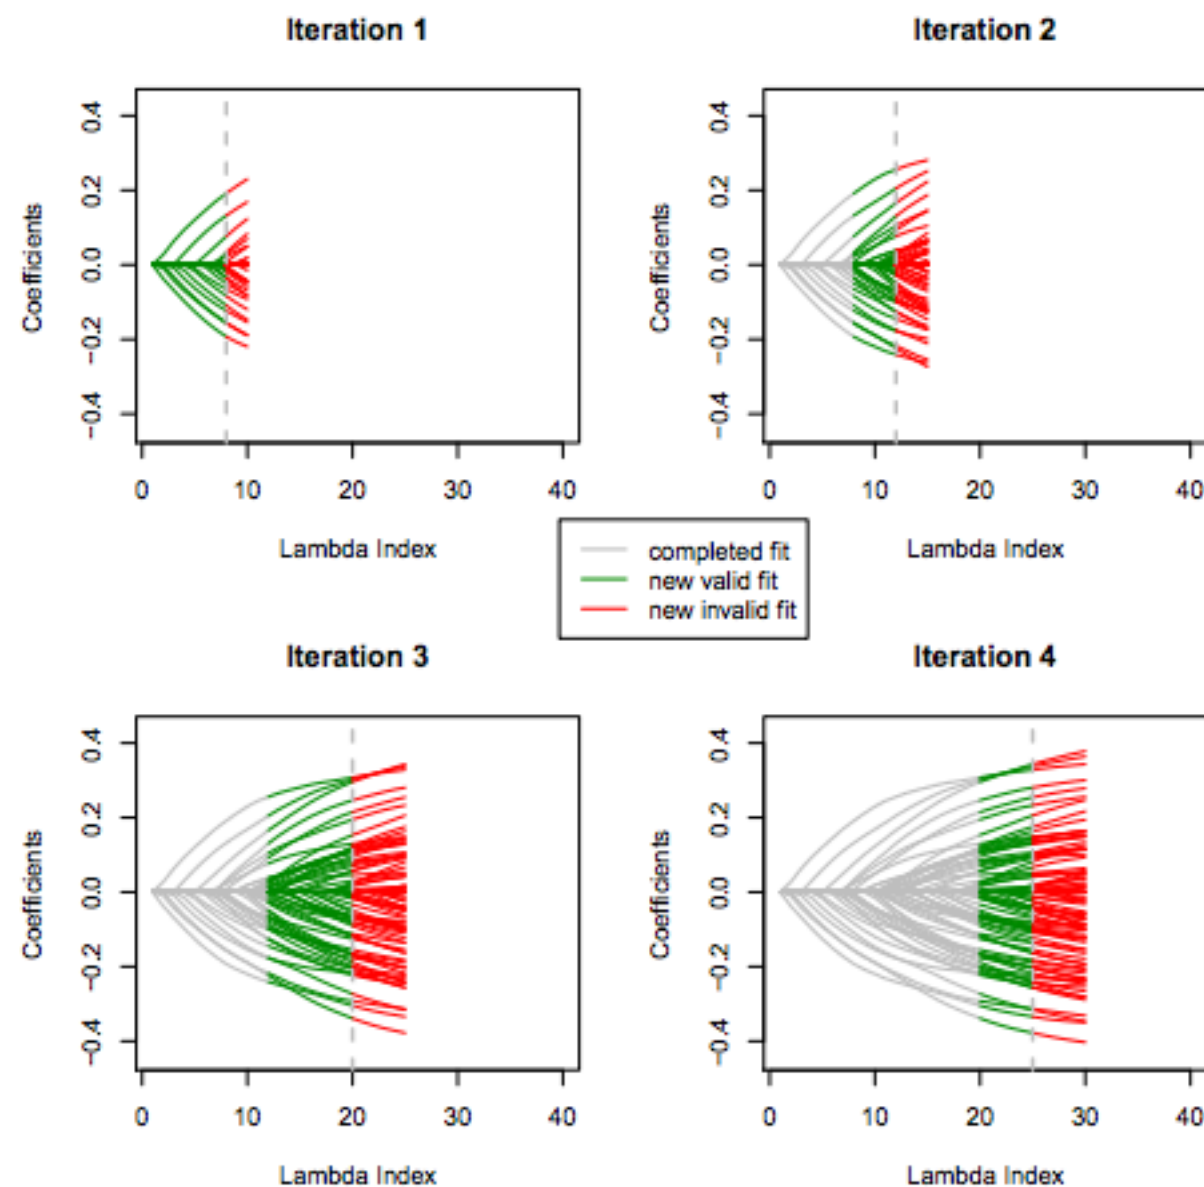 Iteration 1
Iteration 2
Coefficients
0.4
0.2
0.0
−0.2
−0.4
0 10 20 30 40
Lambda Index
Coefficients
0.4
0.2
0.0
−0.2
−0.4
0 10 20 30 40
Lambda Index
completed fit
new valid fit
new invalid fit
Iteration 3
Iteration 4
Coefficients
0.4
0.2
0.0
−0.2
−0.4
0 10 20 30 40
Lambda Index
Coefficients
0.4
0.2
0.0
−0.2
−0.4
0 10 20 30 40
Lambda Index